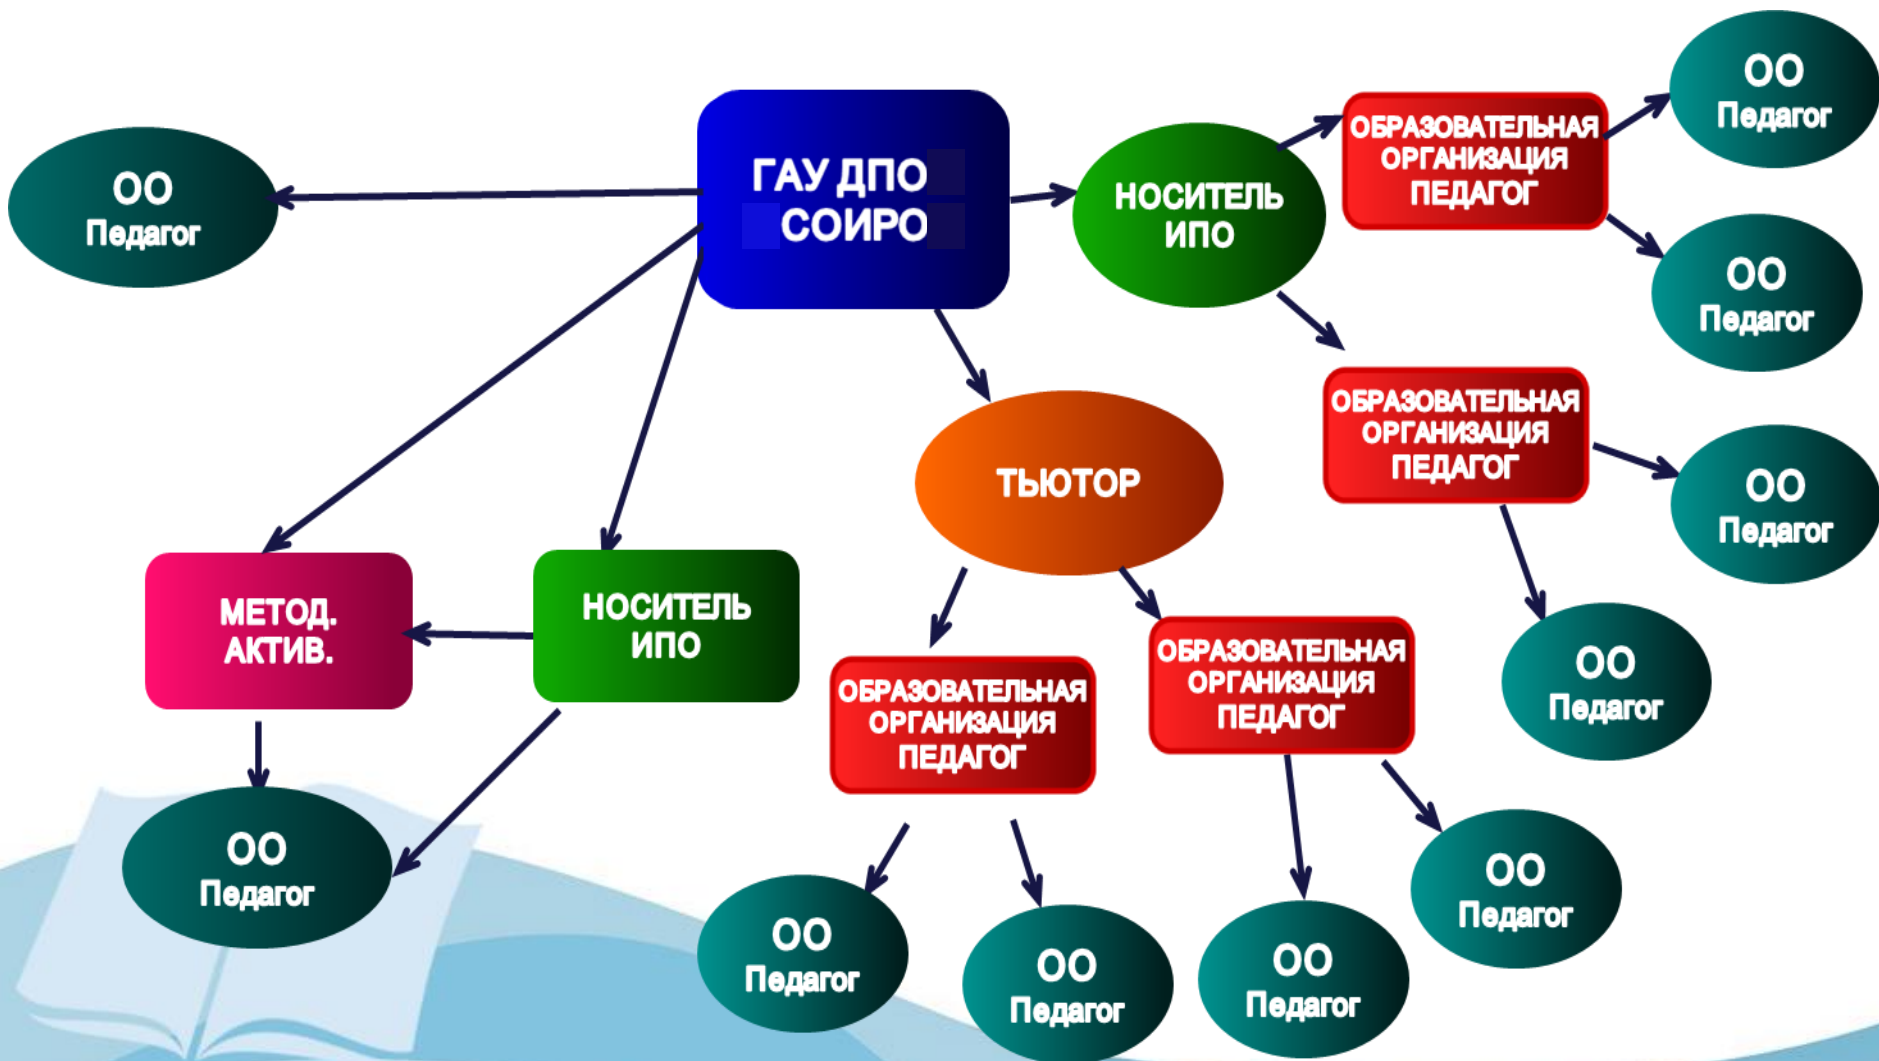 ОО
Педагог
ГАУ ДПО
СОИРО
НОСИТЕЛЬ
ИПО
ОБРАЗОВАТЕЛЬНАЯ
ОРГАНИЗАЦИЯ
ПЕДАГОГ
ОО
Педагог
ОО
Педагог
ОБРАЗОВАТЕЛЬНАЯ
ОРГАНИЗАЦИЯ
ПЕДАГОГ
ОО
Педагог
ОО
Педагог
ТЬЮТОР
МЕТОД.
АКТИВ.
НОСИТЕЛЬ
ИПО
ОБРАЗОВАТЕЛЬНАЯ
ОРГАНИЗАЦИЯ
ПЕДАГОГ
ОБРАЗОВАТЕЛЬНАЯ
ОРГАНИЗАЦИЯ
ПЕДАГОГ
ОО
Педагог
ОО
Педагог
ОО
Педагог
ОО
Педагог
ОО
Педагог